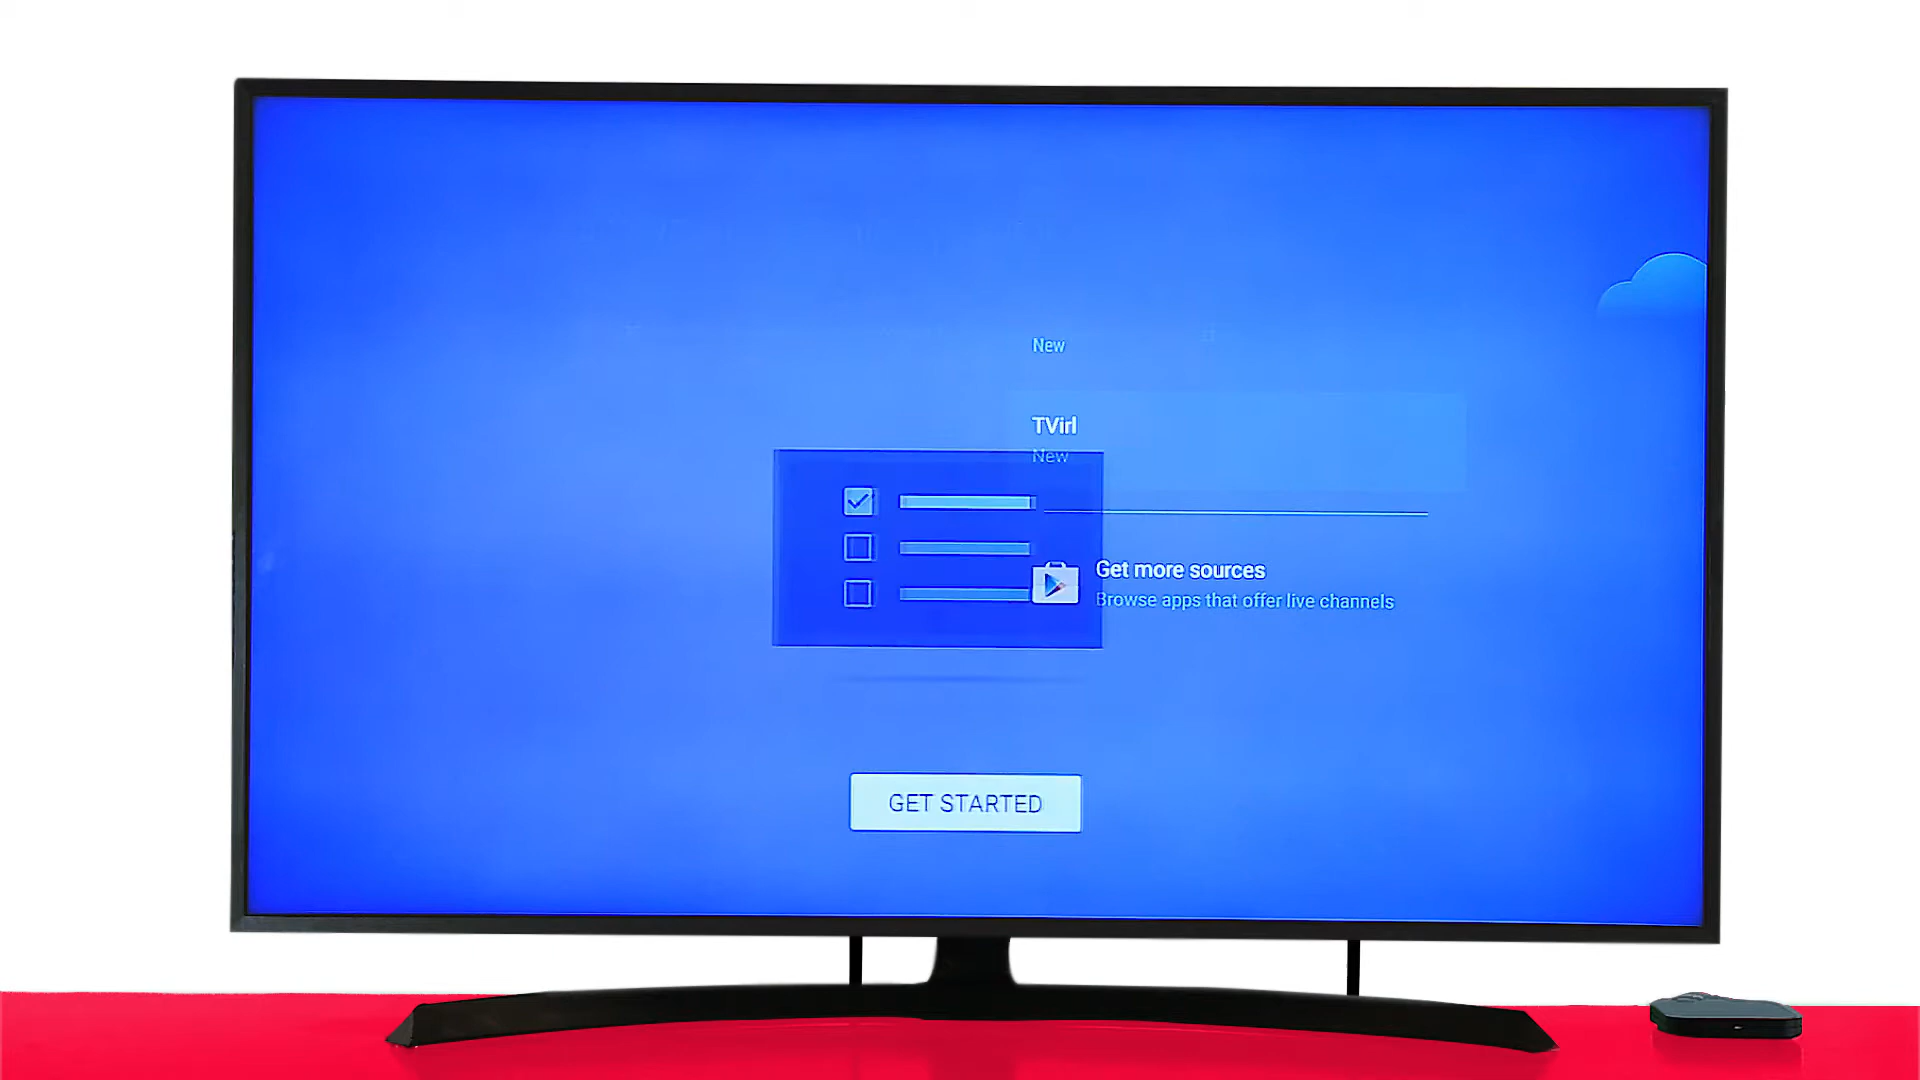 New
TVirl
New
Get more sources
Browse apps that offer live channels
GET STARTED